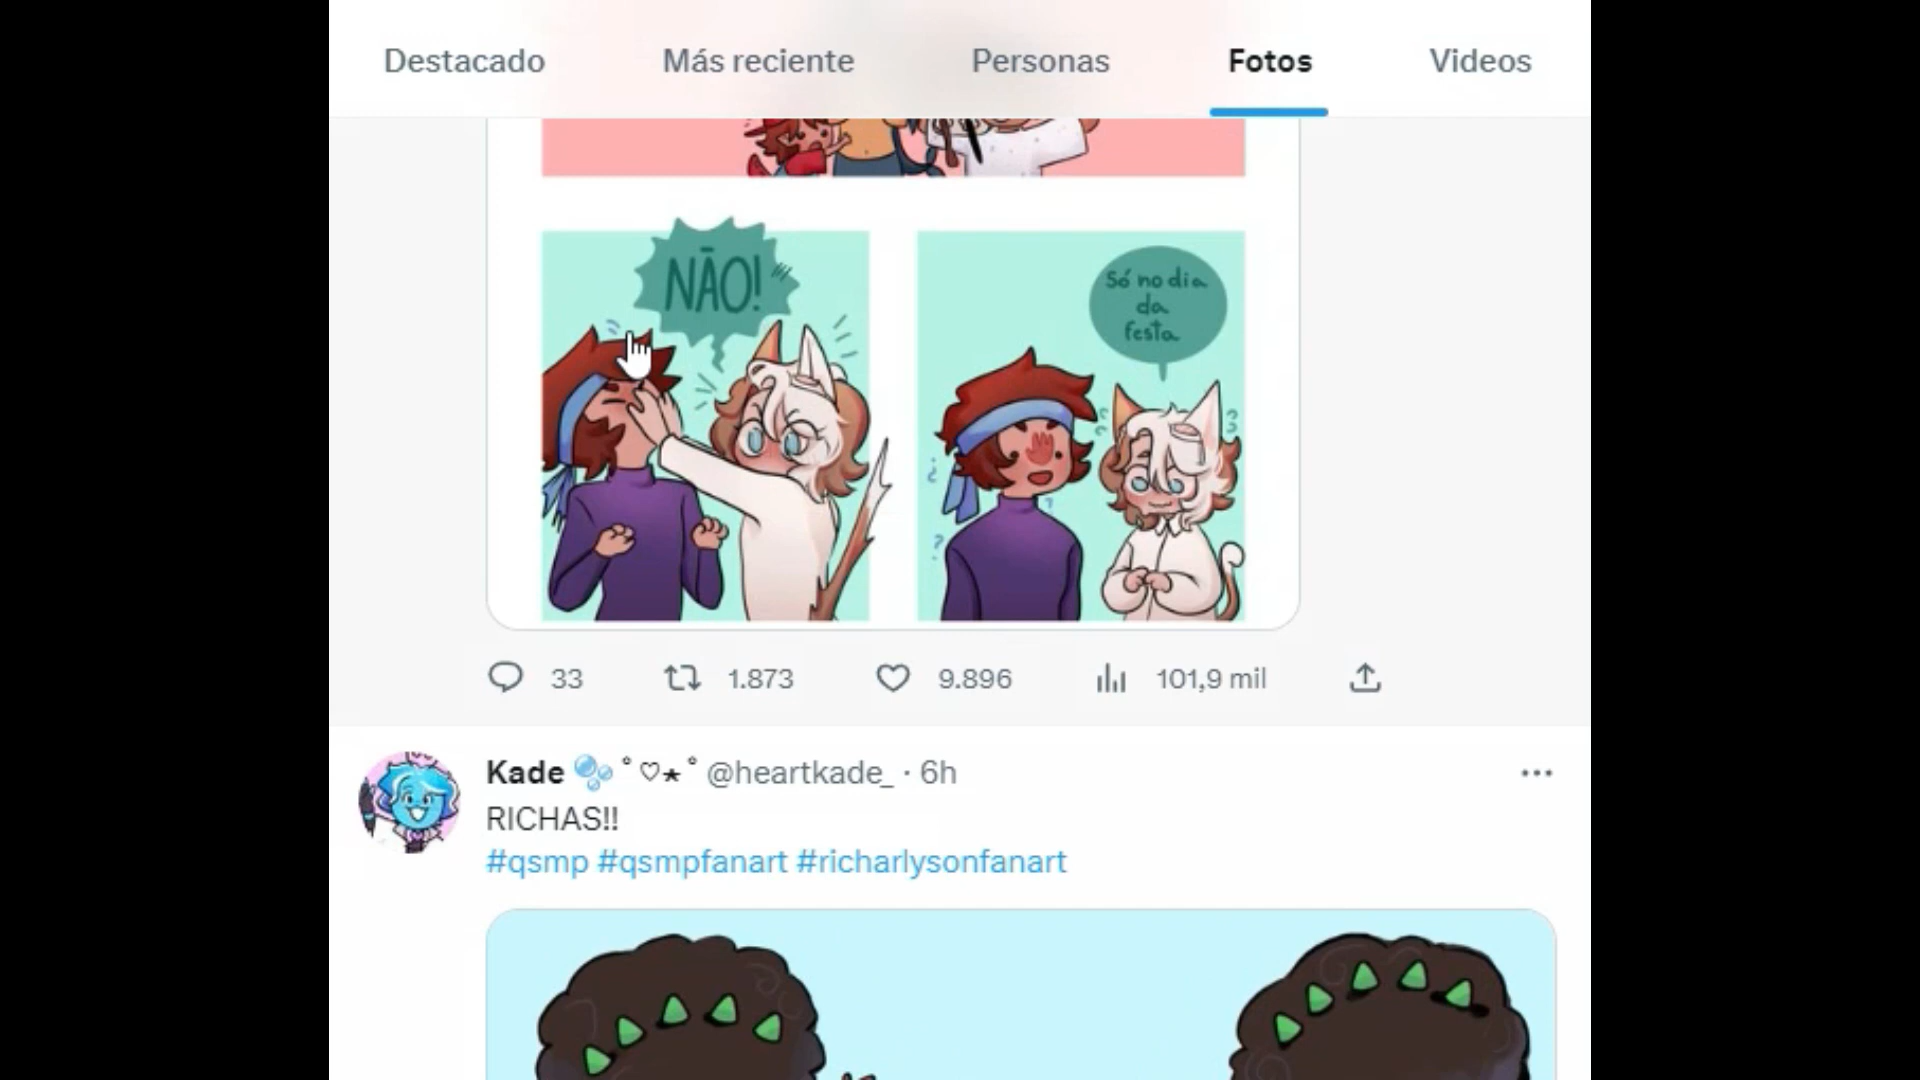 Destacado Más reciente Personas Fotos Videos
NÃO!
Só no dia
da
festa
33 1.873 9.896 101,9 mil
Kade 🫧˚♡⋆˚ @heartkade_ · 6h
RICHAS!!
#qsmp #qsmpfanart #richarlysonfanart